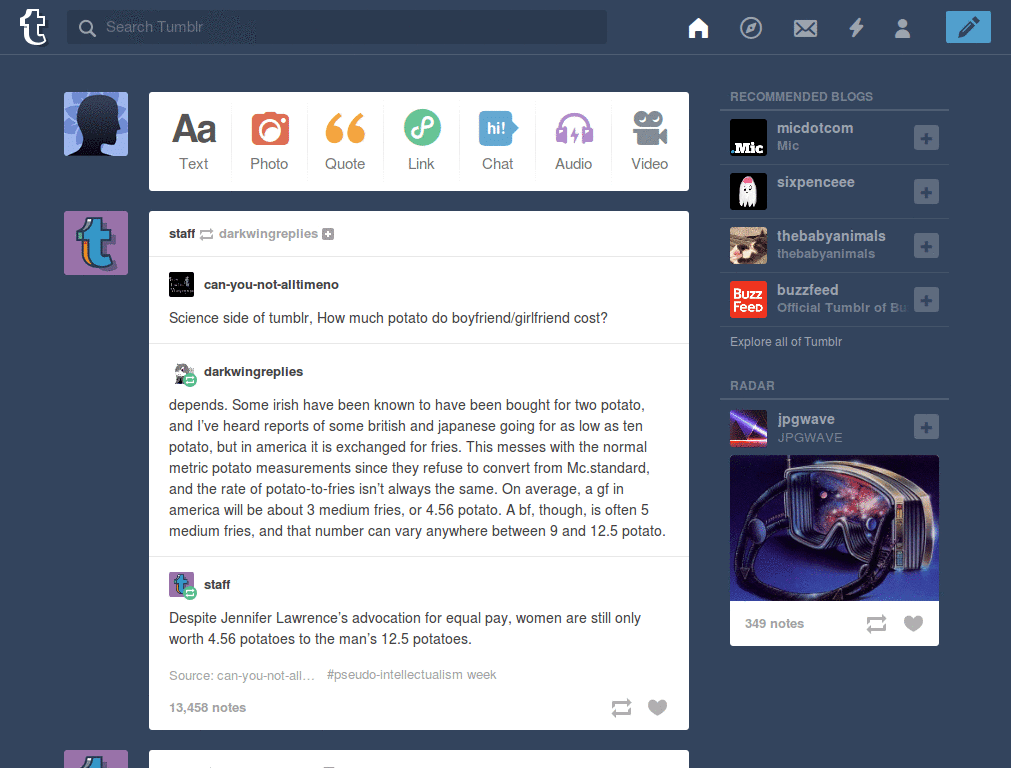 Search Tumblr
Aa
Text
Photo
Quote
Link
hi!
Chat
Audio
Video
staff darkwingreplies
can-you-not-alltimeno
Science side of tumblr, How much potato do boyfriend/girlfriend cost?
darkwingreplies
depends. Some irish have been known to have been bought for two potato,
and I've heard reports of some british and japanese going for as low as ten
potato, but in america it is exchanged for fries. This messes with the normal
metric potato measurements since they refuse to convert from Mc.standard,
and the rate of potato-to-fries isn't always the same. On average, a gf in
america will be about 3 medium fries, or 4.56 potato. A bf, though, is often 5
medium fries, and that number can vary anywhere between 9 and 12.5 potato.
staff
Despite Jennifer Lawrence's advocation for equal pay, women are still only
worth 4.56 potatoes to the man's 12.5 potatoes.
Source: can-you-not-all… #pseudo-intellectualism week
13,458 notes
RECOMMENDED BLOGS
.Mic
micdotcom
Mic
sixpenceee
thebabyanimals
thebabyanimals
Buzz
FeeD
buzzfeed
Official Tumblr of Bu
Explore all of Tumblr
RADAR
jpgwave
JPGWAVE
349 notes